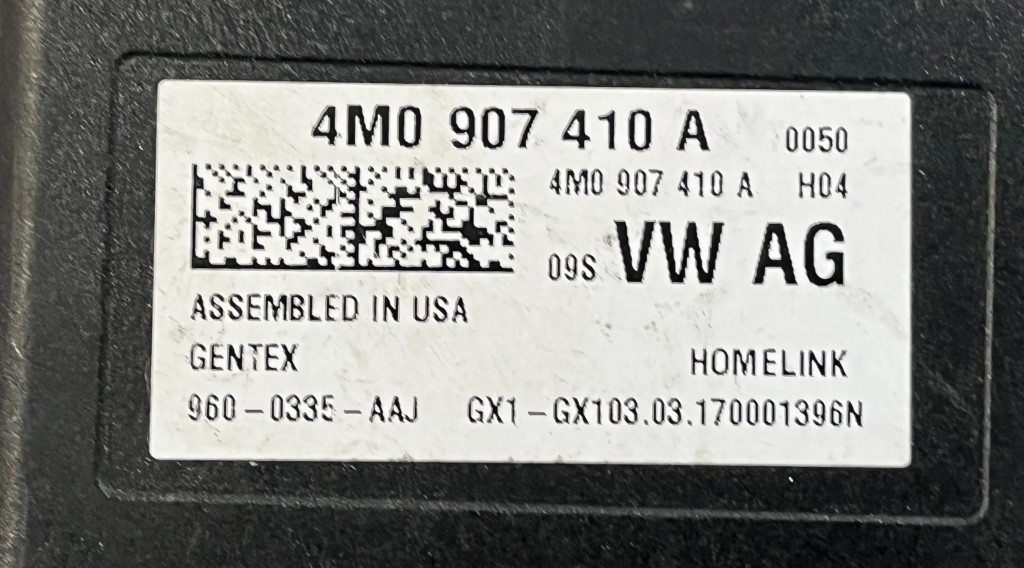 4M0 907 410 A 0050
4M0 907 410 A H04
09S VW AG
ASSEMBLED IN USA
GENTEX HOMELINK
960-0335-AAJ GX1-GX103.03.170001396N